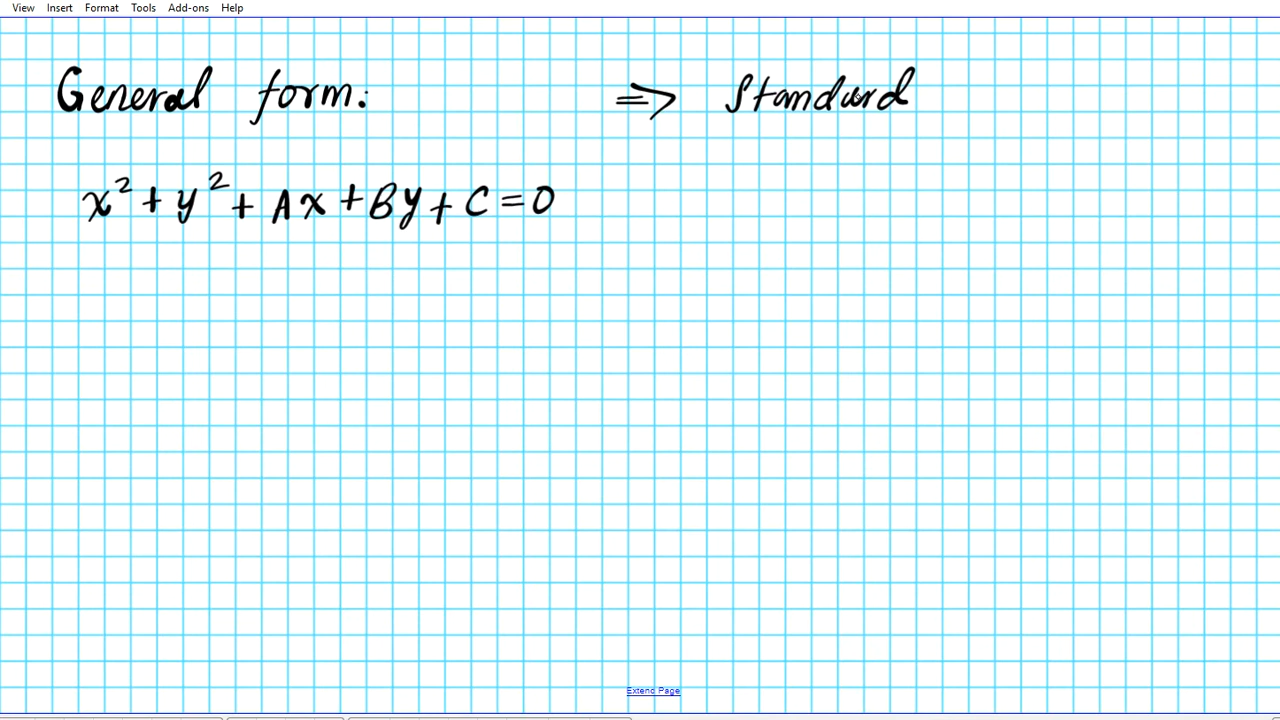 View Insert Format Tools Add-ons Help
General form: => Standard
x² + y² + Ax + By + C = 0
Extend Page